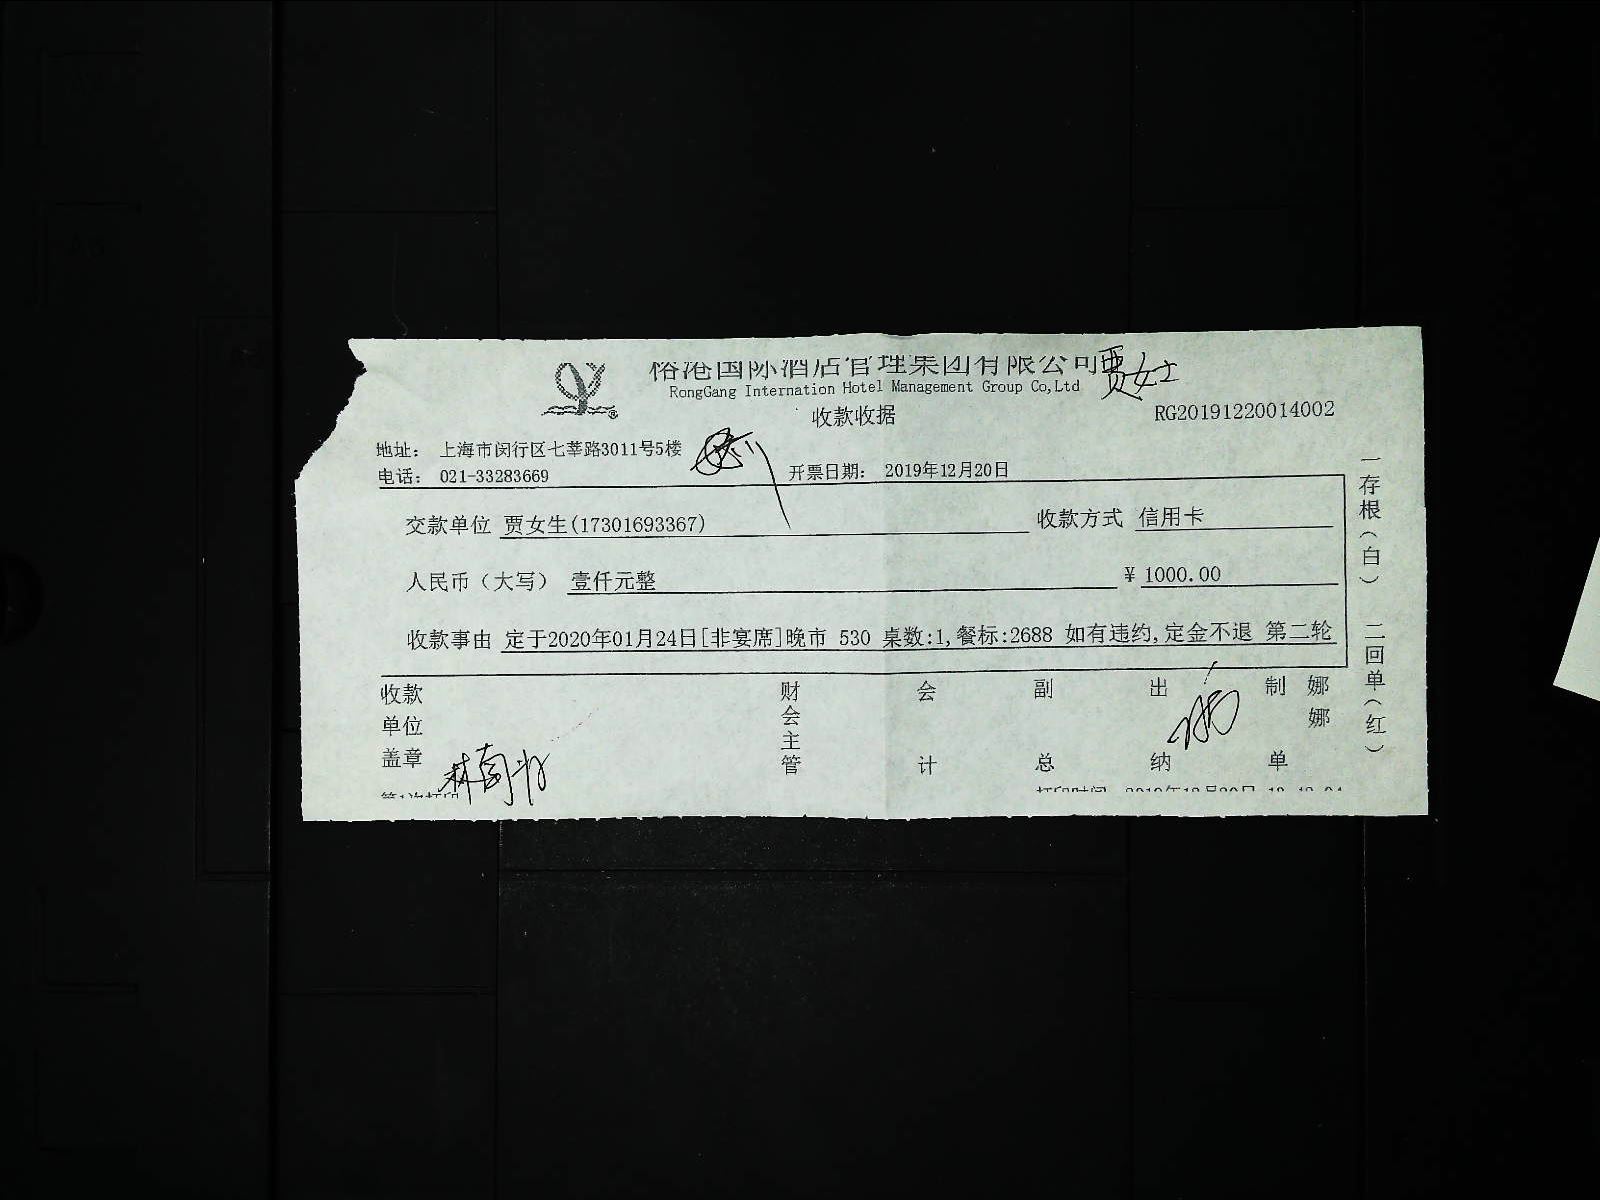 国际酒店管理集团有限公司 贾女士
RongGang Internation Hotel Management Group Co,Ltd
收款收据
RG20191220014002
地址： 上海市闵行区七莘路3011号5楼
电话： 021-33283669
开票日期： 2019年12月20日
交款单位 贾女生(17301693367) 收款方式 信用卡
人民币（大写） 壹仟元整 ¥ 1000.00
收款事由 定于2020年01月24日[非宴席]晚市 530 桌数:1,餐标:2688 如有违约,定金不退 第二轮
收款单位盖章
财会主管
会计
副总
出纳
制单
娜娜
一存根（白） 二回单（红）